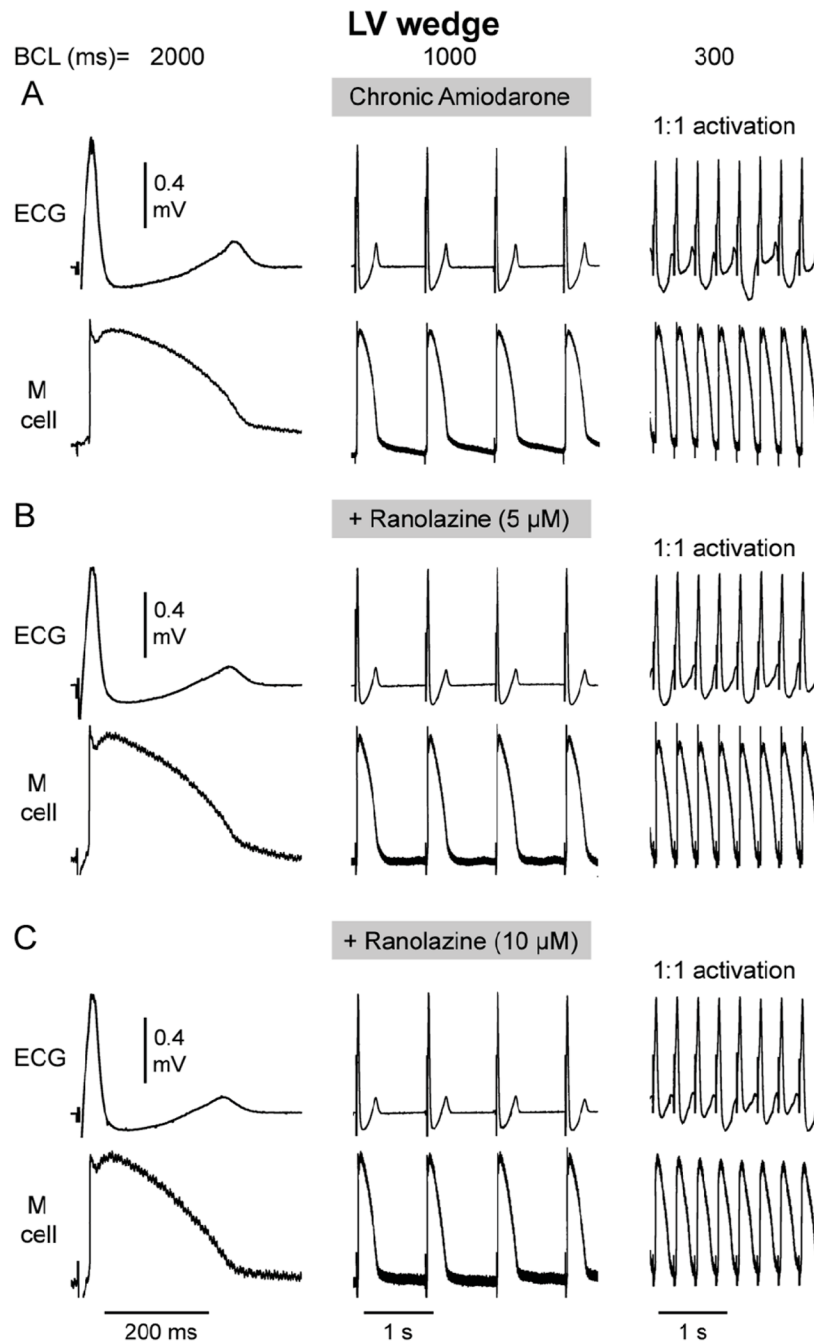 LV wedge
BCL (ms)= 2000 1000 300
A
Chronic Amiodarone
1:1 activation
ECG
0.4
mV
M
cell
B
+ Ranolazine (5 µM)
1:1 activation
ECG
0.4
mV
M
cell
C
+ Ranolazine (10 µM)
1:1 activation
ECG
0.4
mV
M
cell
200 ms 1 s 1 s